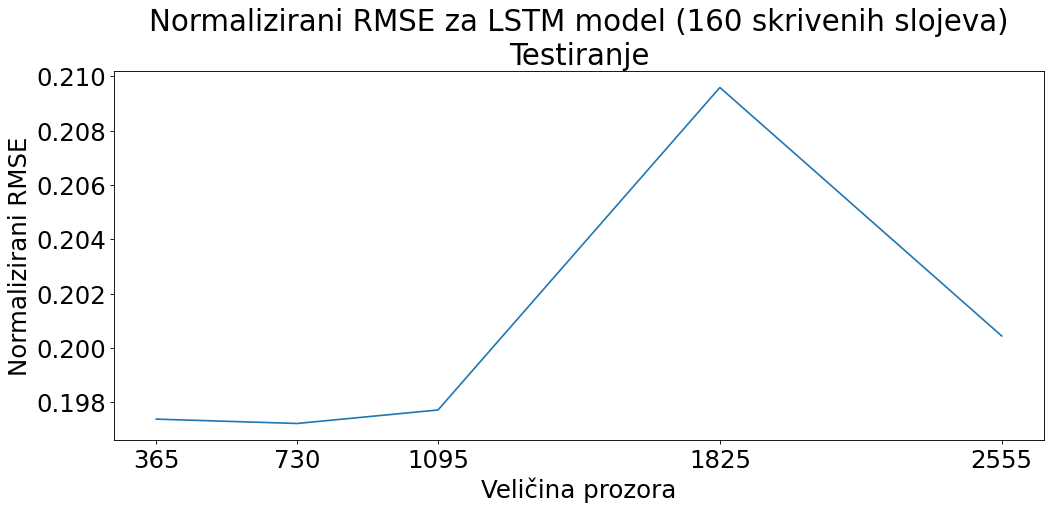 Normalizirani RMSE za LSTM model (160 skrivenih slojeva)
Testiranje
Normalizirani RMSE
0.210
0.208
0.206
0.204
0.202
0.200
0.198
365 730 1095 1825 2555
Veličina prozora